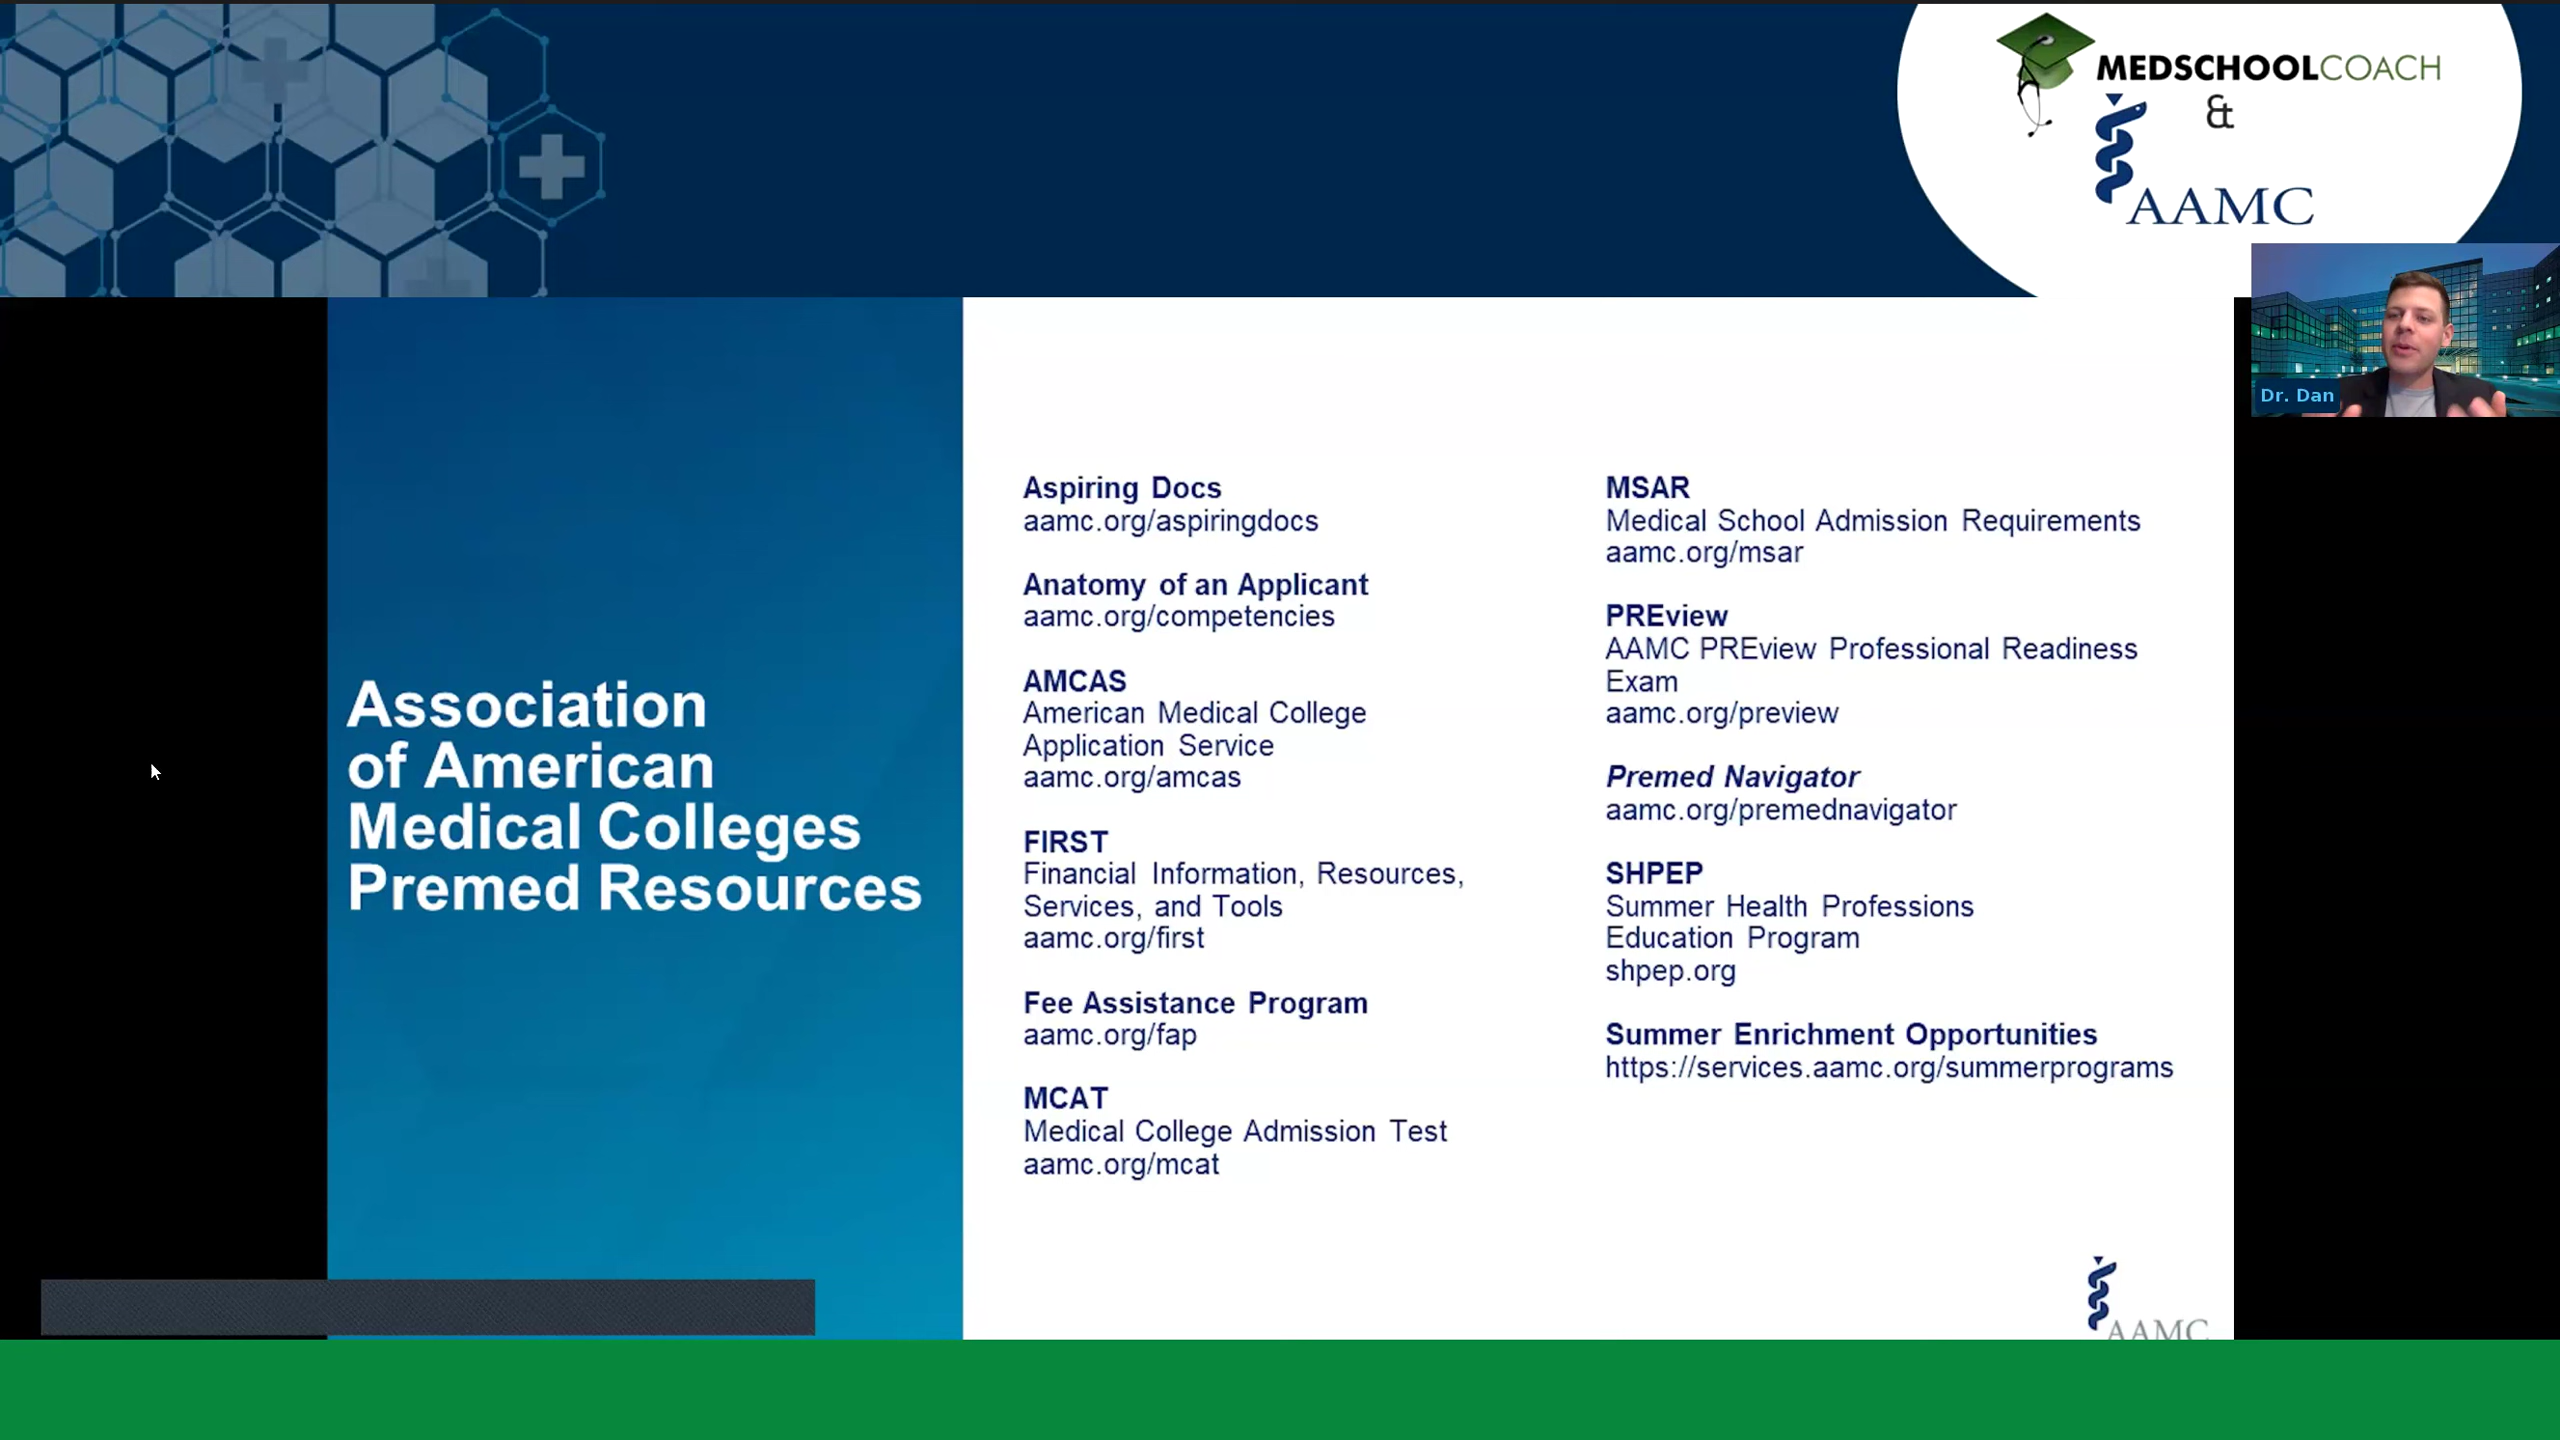 MEDSCHOOLCOACH
&
AAMC
Dr. Dan
Association
of American
Medical Colleges
Premed Resources
Aspiring Docs
aamc.org/aspiringdocs
Anatomy of an Applicant
aamc.org/competencies
AMCAS
American Medical College
Application Service
aamc.org/amcas
FIRST
Financial Information, Resources,
Services, and Tools
aamc.org/first
Fee Assistance Program
aamc.org/fap
MCAT
Medical College Admission Test
aamc.org/mcat
MSAR
Medical School Admission Requirements
aamc.org/msar
PREview
AAMC PREview Professional Readiness
Exam
aamc.org/preview
Premed Navigator
aamc.org/premednavigator
SHPEP
Summer Health Professions
Education Program
shpep.org
Summer Enrichment Opportunities
https://services.aamc.org/summerprograms
AAMC